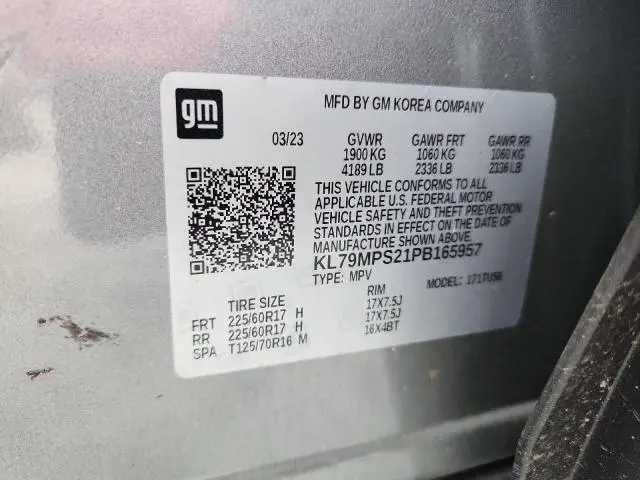 gm
MFD BY GM KOREA COMPANY
03/23 GVWR GAWR FRT GAWR RR
1900 KG 1060 KG 1060 KG
4189 LB 2336 LB 2336 LB
THIS VEHICLE CONFORMS TO ALL
APPLICABLE U.S. FEDERAL MOTOR
VEHICLE SAFETY AND THEFT PREVENTION
STANDARDS IN EFFECT ON THE DATE OF
MANUFACTURE SHOWN ABOVE.
KL79MPS21PB165957
TYPE: MPV MODEL:
TIRE SIZE RIM
FRT 225/60R17 H 17X7.5J
RR 225/60R17 H 17X7.5J
SPA T125/70R16 M 16X4BT